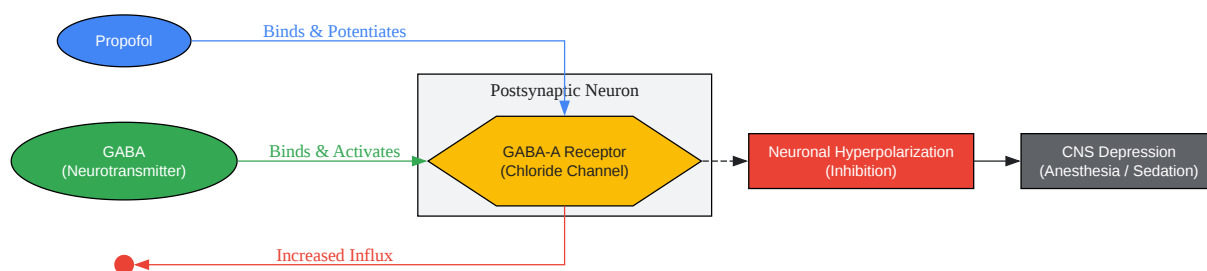 Propofol
Binds & Potentiates
Postsynaptic Neuron
GABA
(Neurotransmitter)
Binds & Activates
GABA-A Receptor
(Chloride Channel)
Neuronal Hyperpolarization
(Inhibition)
CNS Depression
(Anesthesia / Sedation)
Increased Influx